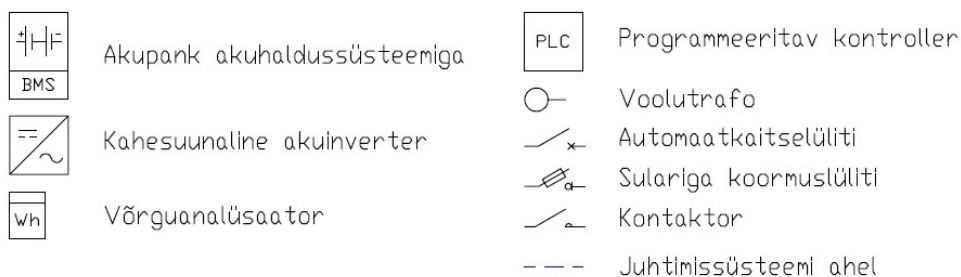 Akupank akuhaldussüsteemiga
BMS
Kahesuunaline akuinverter
Wh
Võrguanalüsaator
PLC
Programmeeritav kontroller
Voolutrafo
Automaatkaitselüliti
Sulariga koormuslüliti
Kontaktor
Juhtimissüsteemi ahel